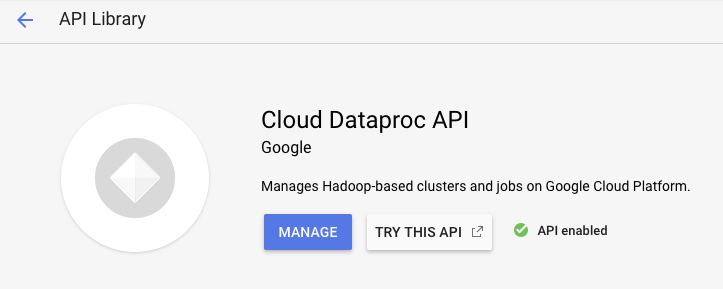 API Library
Cloud Dataproc API
Google
Manages Hadoop-based clusters and jobs on Google Cloud Platform.
MANAGE TRY THIS API API enabled